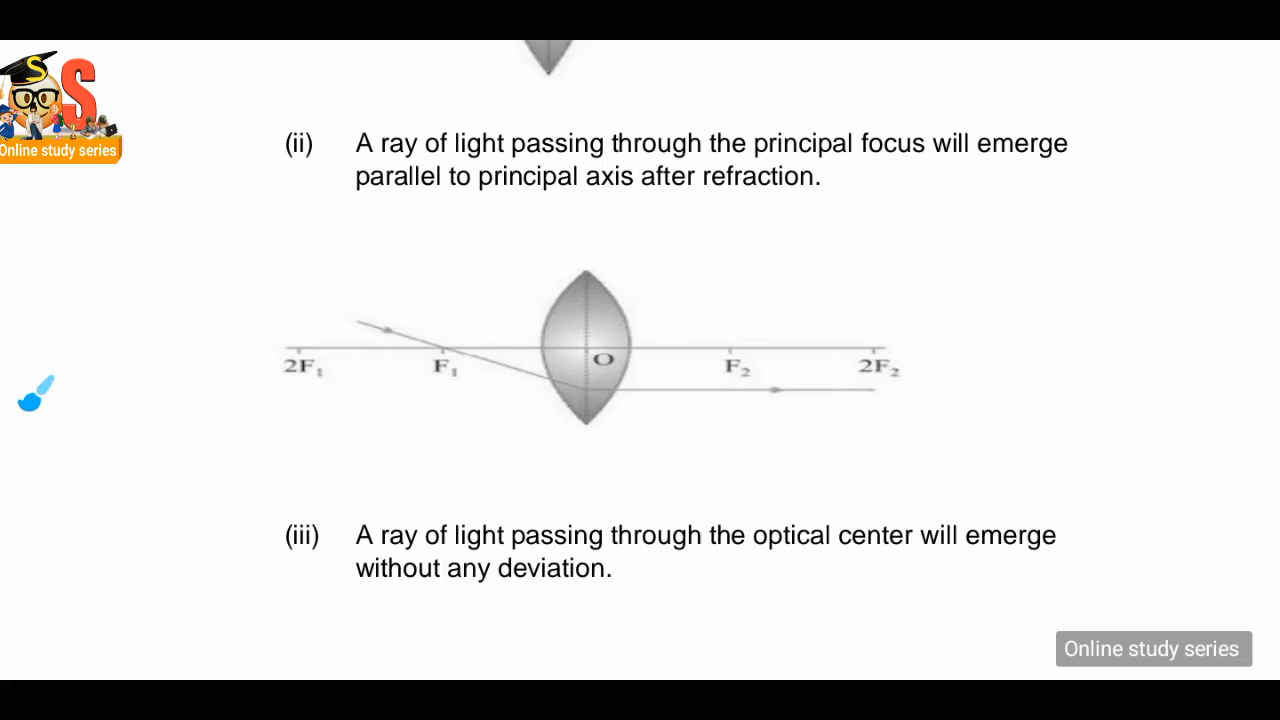 S
S
Online study series
(ii) A ray of light passing through the principal focus will emerge
parallel to principal axis after refraction.
2F₁ F₁ O F₂ 2F₂
(iii) A ray of light passing through the optical center will emerge
without any deviation.
Online study series